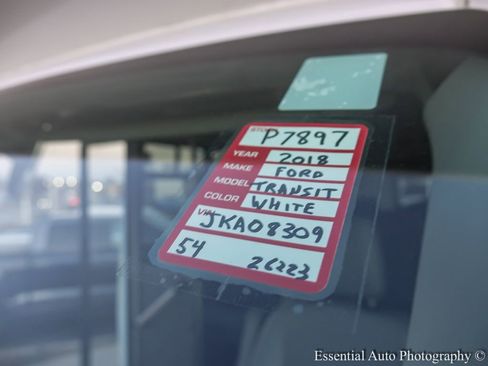 STK P7897
YEAR 2018
MAKE FORD
MODEL TRANSIT
COLOR WHITE
VIN JKA08309
54 26223
Essential Auto Photography ©